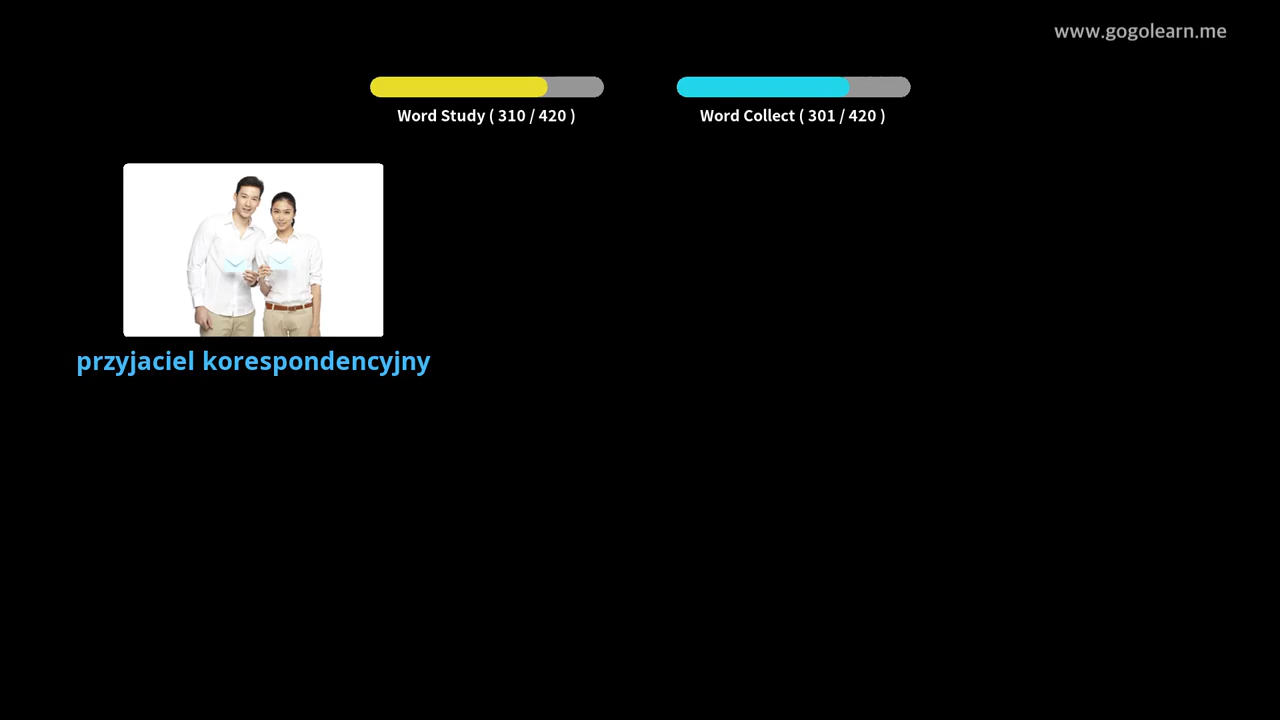 www.gogolearn.me
Word Study ( 310 / 420 )
Word Collect ( 301 / 420 )
przyjaciel korespondencyjny